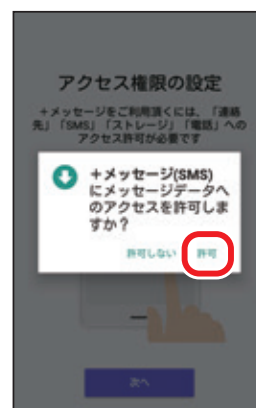 アクセス権限の設定
+メッセージをご利用頂くには、「連絡
先」「SMS」「ストレージ」「電話」への
アクセス許可が必要です
+メッセージ(SMS)
にメッセージデータへ
のアクセスを許可しま
すか?
許可しない 許可
次へ